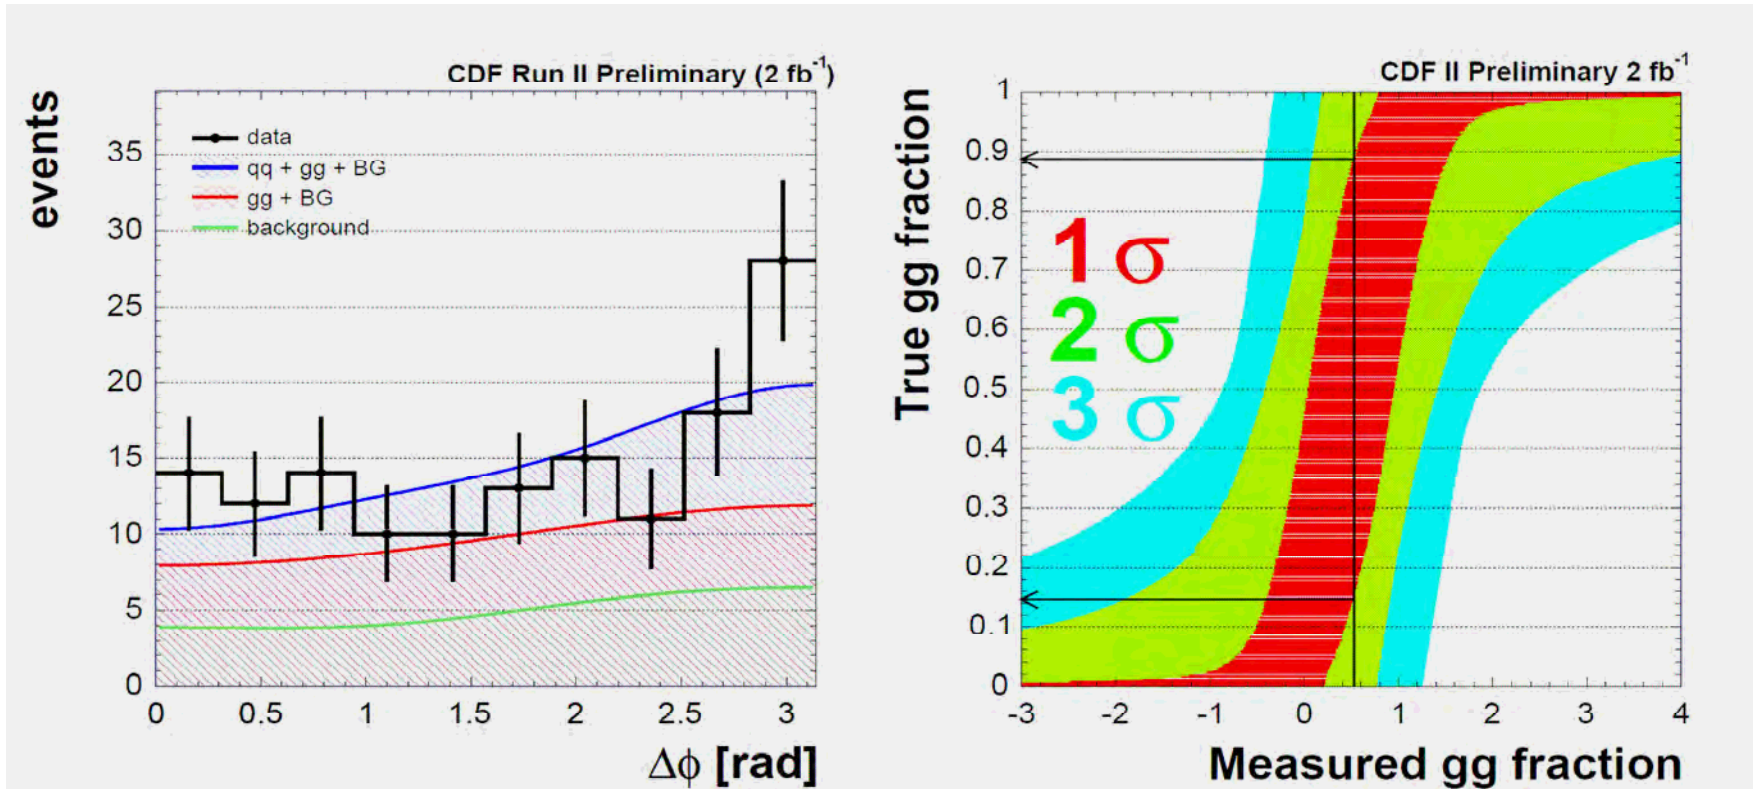 CDF Run II Preliminary (2 fb-1)
events
data
qq + gg + BG
gg + BG
background
35
30
25
20
15
10
5
0
0 0.5 1 1.5 2 2.5 3
Δϕ [rad]
CDF II Preliminary 2 fb-1
True gg fraction
1
0.9
0.8
0.7
0.6
0.5
0.4
0.3
0.2
0.1
0
1 σ
2 σ
3 σ
-3 -2 -1 0 1 2 3 4
Measured gg fraction